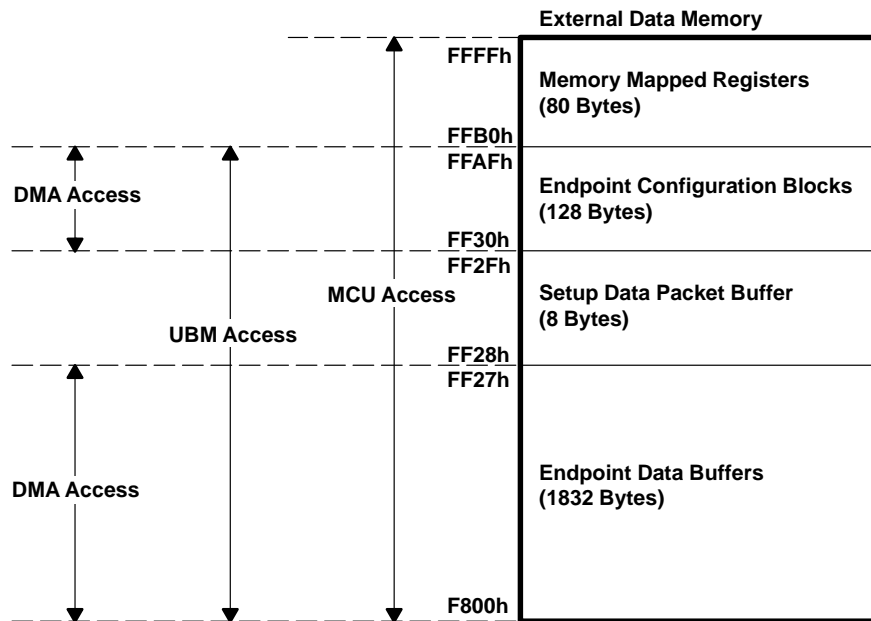 External Data Memory
FFFFh
Memory Mapped Registers
(80 Bytes)
FFB0h
FFAFh
DMA Access
Endpoint Configuration Blocks
(128 Bytes)
FF30h
FF2Fh
MCU Access
Setup Data Packet Buffer
(8 Bytes)
UBM Access
FF28h
FF27h
DMA Access
Endpoint Data Buffers
(1832 Bytes)
F800h